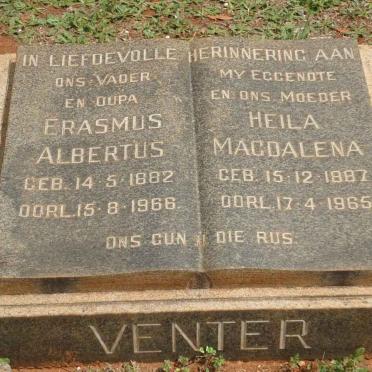 IN LIEFDEVOLLE HERINNERING AAN
ONS VADER
EN OUPA
ERASMUS
ALBERTUS
GEB. 14·5·1882
OORL. 15·8·1966
MY EGGENOTE
EN ONS MOEDER
HEILA
MAGDALENA
GEB. 15·12·1887
OORL. 17·4·1965
ONS GUN U DIE RUS.
VENTER